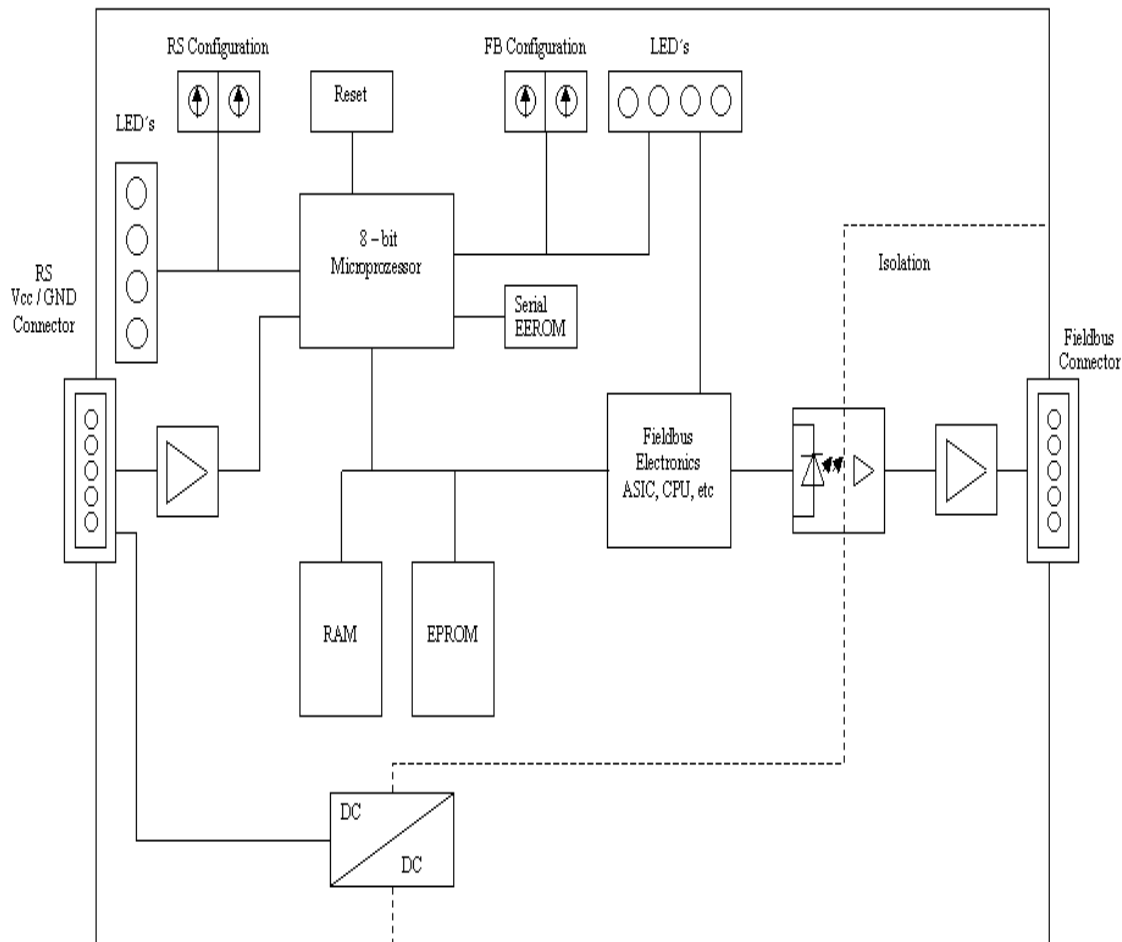 RS Configuration
FB Configuration
LED´s
Reset
LED´s
8 – bit
Microprozessor
Isolation
RS
Vcc / GND
Connector
Serial
EEROM
Fieldbus
Connector
Fieldbus
Electronics
ASIC, CPU, etc
RAM
EPROM
DC
DC